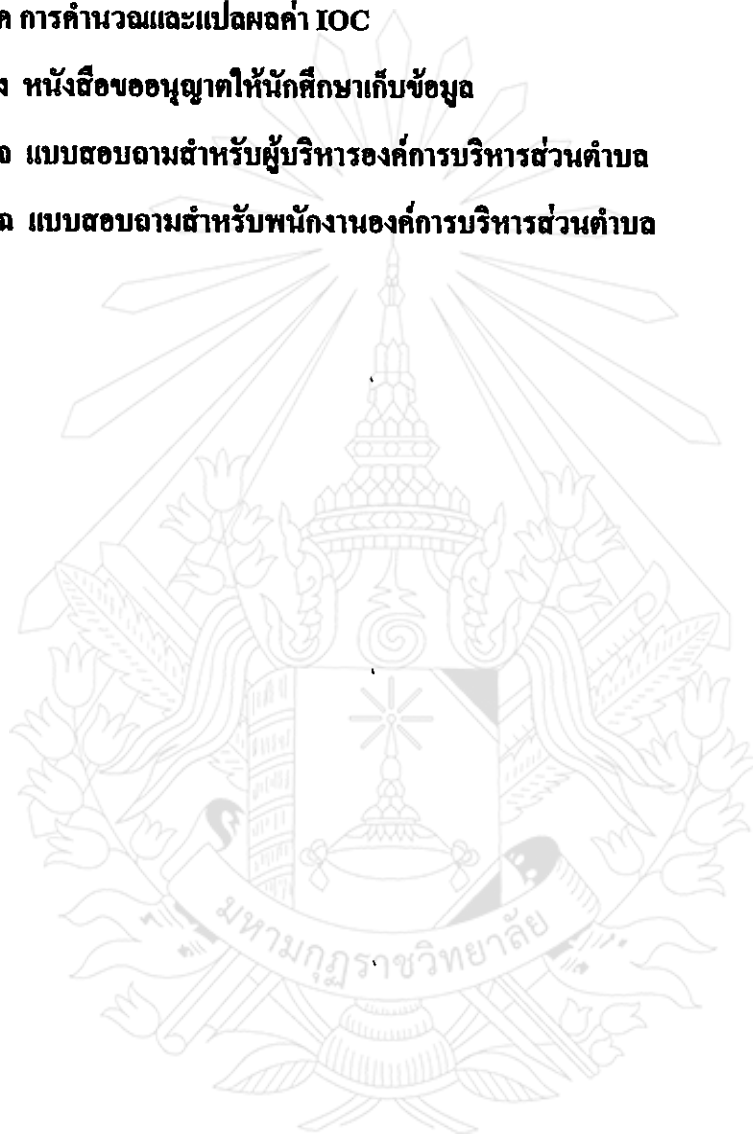 ค การคำนวณและแปลผลค่า IOC
ง หนังสือขออนุญาตให้นักศึกษาเก็บข้อมูล
จ แบบสอบถามสำหรับผู้บริหารองค์การบริหารส่วนตำบล
ฉ แบบสอบถามสำหรับพนักงานองค์การบริหารส่วนตำบล
มหามกุฏราชวิทยาลัย